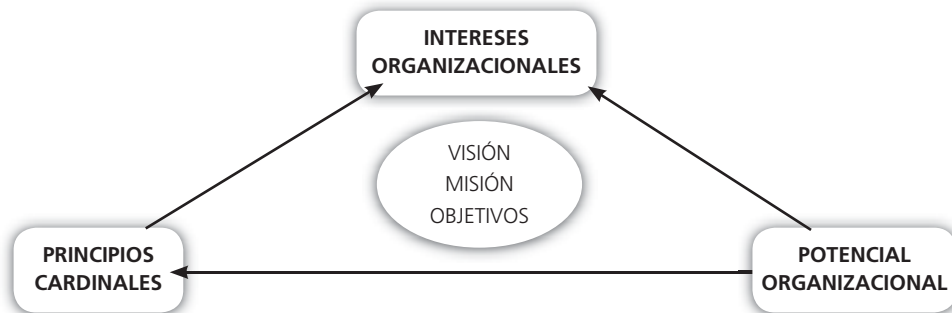 INTERESES
ORGANIZACIONALES
VISIÓN
MISIÓN
OBJETIVOS
PRINCIPIOS
CARDINALES
POTENCIAL
ORGANIZACIONAL